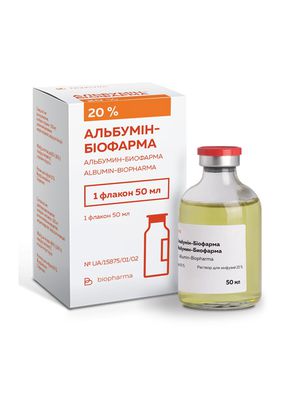 20 %
АЛЬБУМІН-
БІОФАРМА
АЛЬБУМИН-БИОФАРМА
ALBUMIN-BIOPHARMA
1 флакон 50 мл
1 флакон 50 мл
№ UA/15875/01/02
biopharma
Альбумін-Біофарма
Альбумин-Биофарма
Albumin-Biopharma
Розчин для інфузій 20 %
50 мл